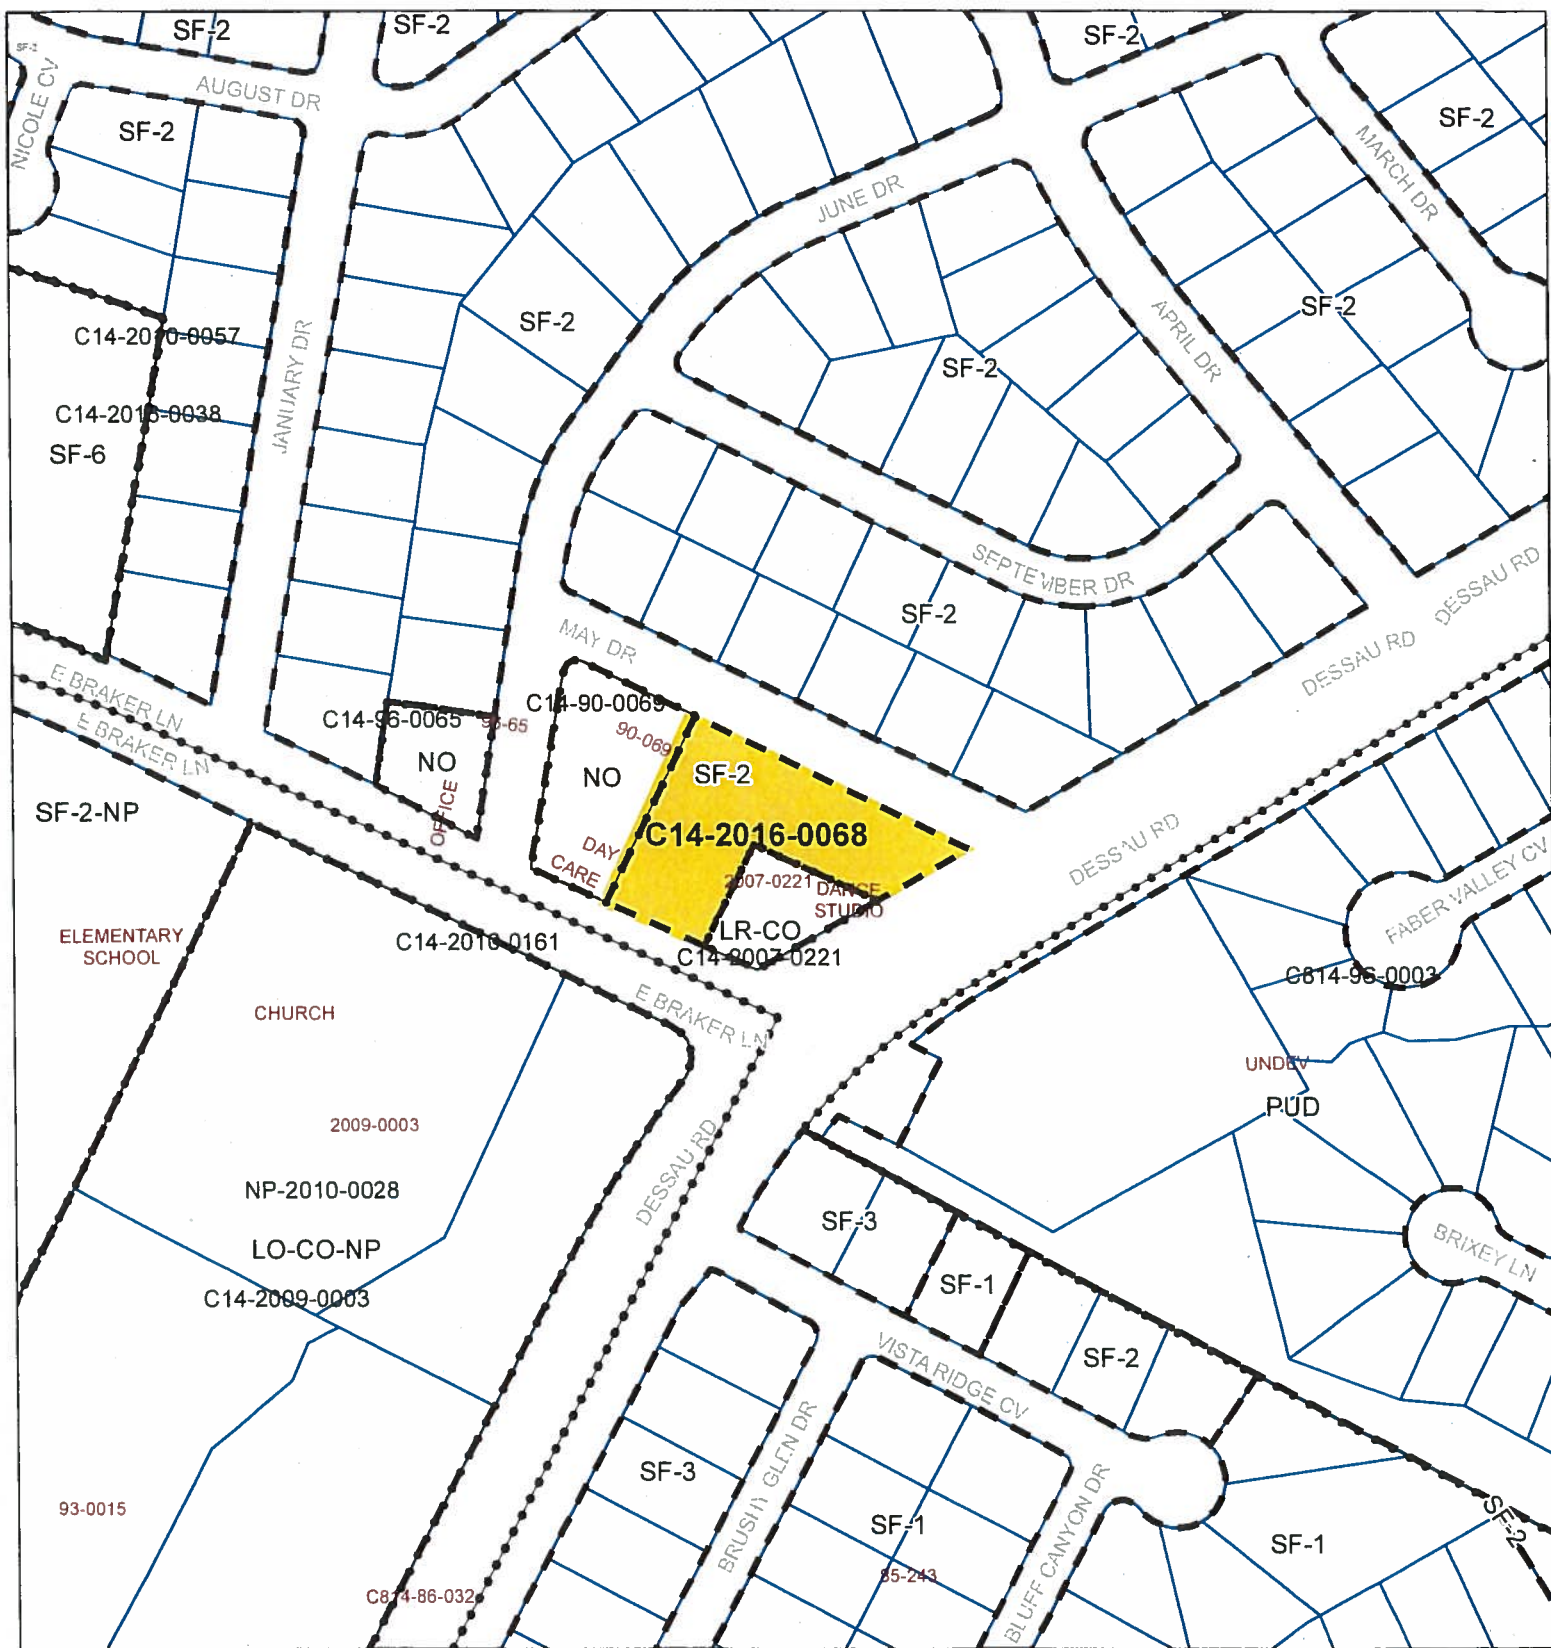 SF-2
SF-2
SF-2
SF-2
AUGUST DR
NICOLE CV
SF-2
SF-2
MARCH DR
JUNE DR
C14-2010-0057
JANUARY DR
SF-2
SF-2
APRIL DR
SF-2
C14-2016-0038
SF-6
SEPTEMBER DR
DESSAU RD
SF-2
MAY DR
DESSAU RD
E BRAKER LN
E BRAKER LN
C14-96-0065
96-65
C14-90-0069
90-069
NO
NO
SF-2
OFFICE
SF-2-NP
C14-2016-0068
DAY
CARE
DESSAU RD
2007-0221
DANCE
STUDIO
FABER VALLEY CV
LR-CO
C14-2007-0221
ELEMENTARY
SCHOOL
E BRAKER LN
C814-96-0003
CHURCH
UNDEV
PUD
2009-0003
DESSAU RD
NP-2010-0028
SF-3
LO-CO-NP
BRIXEY LN
SF-1
C14-2009-0003
VISTA RIDGE CV
SF-2
SF-3
BRUSHY GLEN DR
BLUFF CANYON DR
93-0015
SF-1
SF-1
SF-2
85-243
C814-86-032